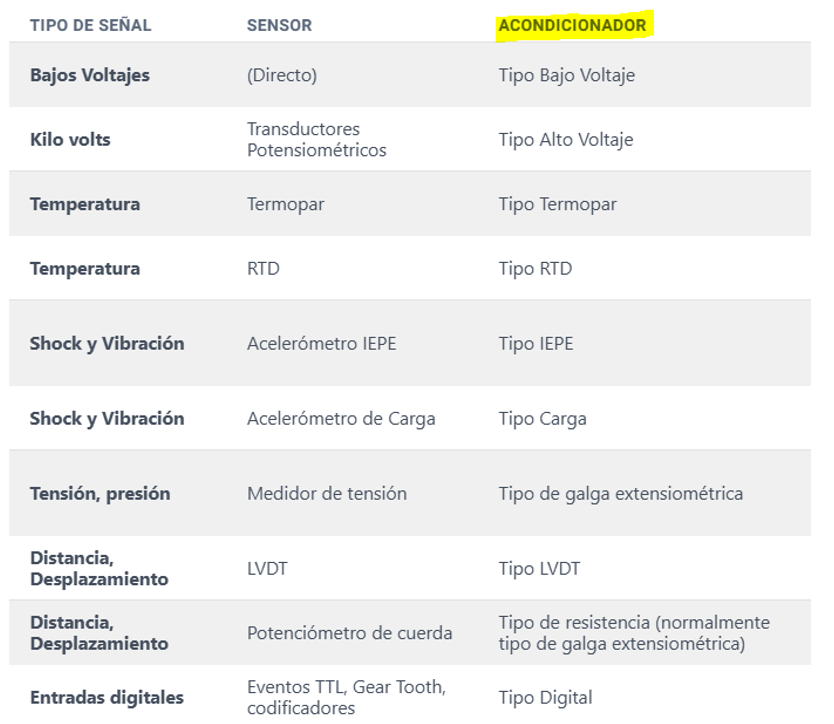 TIPO DE SEÑAL SENSOR ACONDICIONADOR
Bajos Voltajes (Directo) Tipo Bajo Voltaje
Kilo volts Transductores Potensiométricos Tipo Alto Voltaje
Temperatura Termopar Tipo Termopar
Temperatura RTD Tipo RTD
Shock y Vibración Acelerómetro IEPE Tipo IEPE
Shock y Vibración Acelerómetro de Carga Tipo Carga
Tensión, presión Medidor de tensión Tipo de galga extensiométrica
Distancia, Desplazamiento LVDT Tipo LVDT
Distancia, Desplazamiento Potenciómetro de cuerda Tipo de resistencia (normalmente tipo de galga extensiométrica)
Entradas digitales Eventos TTL, Gear Tooth, codificadores Tipo Digital